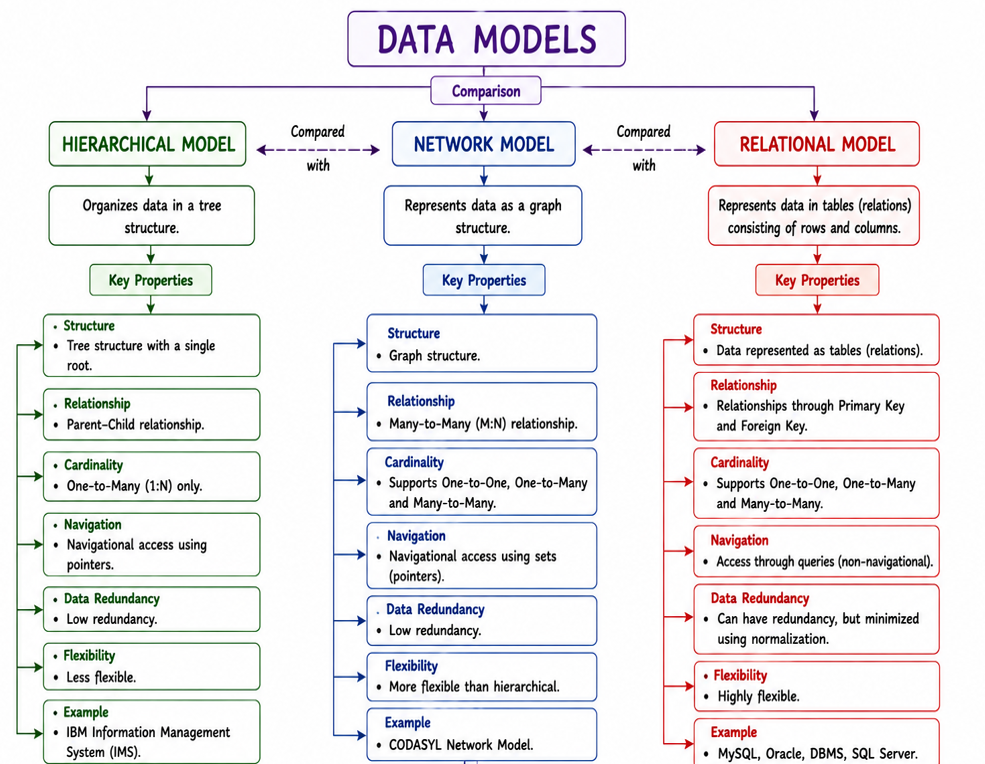 DATA MODELS
Comparison
HIERARCHICAL MODEL
Compared
with
NETWORK MODEL
Compared
with
RELATIONAL MODEL
Organizes data in a tree
structure.
Represents data as a graph
structure.
Represents data in tables (relations)
consisting of rows and columns.
Key Properties
Key Properties
Key Properties
• Structure
• Tree structure with a single
root.
• Relationship
• Parent–Child relationship.
• Cardinality
• One-to-Many (1:N) only.
• Navigation
• Navigational access using
pointers.
• Data Redundancy
• Low redundancy.
• Flexibility
• Less flexible.
• Example
• IBM Information Management
System (IMS).
Structure
• Graph structure.
Relationship
• Many-to-Many (M:N) relationship.
Cardinality
• Supports One-to-One, One-to-Many
and Many-to-Many.
• Navigation
• Navigational access using sets
(pointers).
• Data Redundancy
• Low redundancy.
Flexibility
• More flexible than hierarchical.
Example
• CODASYL Network Model.
Structure
• Data represented as tables (relations).
Relationship
• Relationships through Primary Key
and Foreign Key.
Cardinality
• Supports One-to-One, One-to-Many
and Many-to-Many.
Navigation
• Access through queries (non-navigational).
Data Redundancy
• Can have redundancy, but minimized
using normalization.
• Flexibility
• Highly flexible.
Example
• MySQL, Oracle, DBMS, SQL Server.